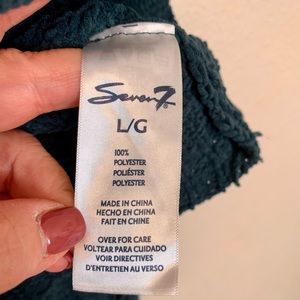 Seven7
L/G
100%
POLYESTER
POLIÉSTER
POLYESTER
MADE IN CHINA
HECHO EN CHINA
FAIT EN CHINE
OVER FOR CARE
VOLTEAR PARA CUIDADO
VOIR DIRECTIVES
D'ENTRETIEN AU VERSO